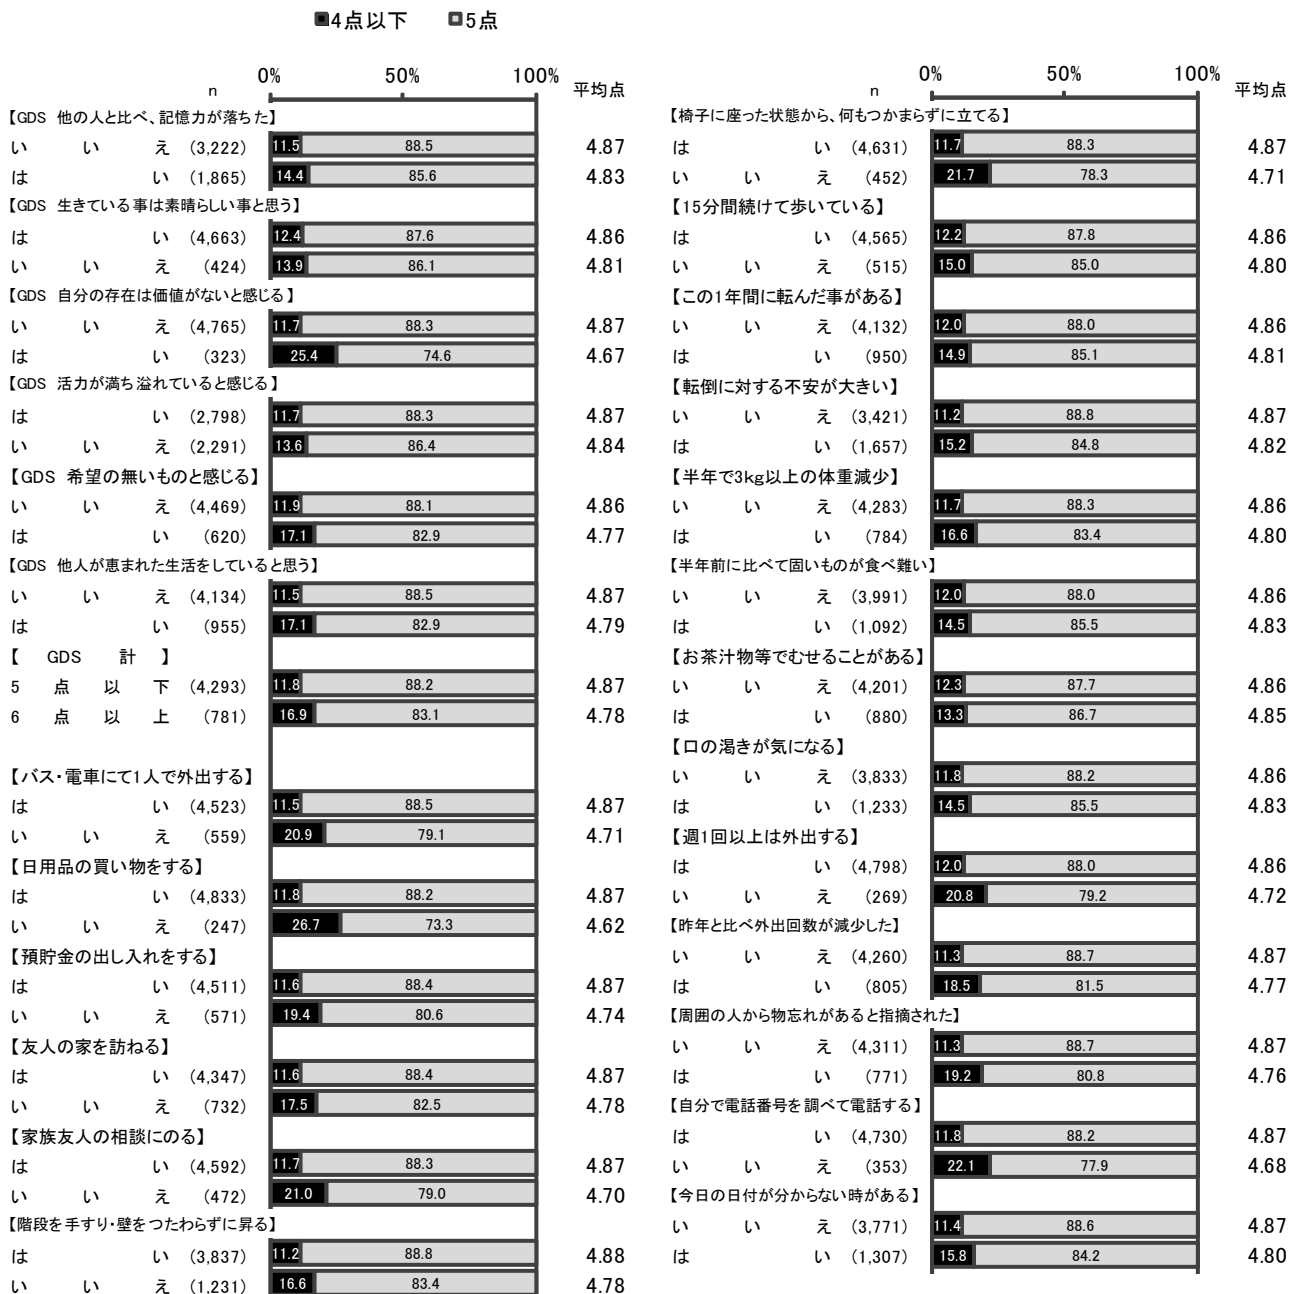 ■4点以下 ■5点
n 0% 50% 100% 平均点
【GDS 他の人と比べ、記憶力が落ちた】
いいえ (3,222) 11.5 88.5 4.87
はい (1,865) 14.4 85.6 4.83
【GDS 生きている事は素晴らしい事と思う】
はい (4,663) 12.4 87.6 4.86
いいえ (424) 13.9 86.1 4.81
【GDS 自分の存在は価値がないと感じる】
いいえ (4,765) 11.7 88.3 4.87
はい (323) 25.4 74.6 4.67
【GDS 活力が満ち溢れていると感じる】
はい (2,798) 11.7 88.3 4.87
いいえ (2,291) 13.6 86.4 4.84
【GDS 希望の無いものと感じる】
いいえ (4,469) 11.9 88.1 4.86
はい (620) 17.1 82.9 4.77
【GDS 他人が恵まれた生活をしていると思う】
いいえ (4,134) 11.5 88.5 4.87
はい (955) 17.1 82.9 4.79
【 GDS 計 】
5点以下 (4,293) 11.8 88.2 4.87
6点以上 (781) 16.9 83.1 4.78
【バス・電車にて1人で外出する】
はい (4,523) 11.5 88.5 4.87
いいえ (559) 20.9 79.1 4.71
【日用品の買い物をする】
はい (4,833) 11.8 88.2 4.87
いいえ (247) 26.7 73.3 4.62
【預貯金の出し入れをする】
はい (4,511) 11.6 88.4 4.87
いいえ (571) 19.4 80.6 4.74
【友人の家を訪ねる】
はい (4,347) 11.6 88.4 4.87
いいえ (732) 17.5 82.5 4.78
【家族友人の相談にのる】
はい (4,592) 11.7 88.3 4.87
いいえ (472) 21.0 79.0 4.70
【階段を手すり・壁をつたわらずに昇る】
はい (3,837) 11.2 88.8 4.88
いいえ (1,231) 16.6 83.4 4.78
n 0% 50% 100% 平均点
【椅子に座った状態から、何もつかまらずに立てる】
はい (4,631) 11.7 88.3 4.87
いいえ (452) 21.7 78.3 4.71
【15分間続けて歩いている】
はい (4,565) 12.2 87.8 4.86
いいえ (515) 15.0 85.0 4.80
【この1年間に転んだ事がある】
いいえ (4,132) 12.0 88.0 4.86
はい (950) 14.9 85.1 4.81
【転倒に対する不安が大きい】
いいえ (3,421) 11.2 88.8 4.87
はい (1,657) 15.2 84.8 4.82
【半年で3kg以上の体重減少】
いいえ (4,283) 11.7 88.3 4.86
はい (784) 16.6 83.4 4.80
【半年前に比べて固いものが食べ難い】
いいえ (3,991) 12.0 88.0 4.86
はい (1,092) 14.5 85.5 4.83
【お茶汁物等でむせることがある】
いいえ (4,201) 12.3 87.7 4.86
はい (880) 13.3 86.7 4.85
【口の渇きが気になる】
いいえ (3,833) 11.8 88.2 4.86
はい (1,233) 14.5 85.5 4.83
【週1回以上は外出する】
はい (4,798) 12.0 88.0 4.86
いいえ (269) 20.8 79.2 4.72
【昨年と比べ外出回数が減少した】
いいえ (4,260) 11.3 88.7 4.87
はい (805) 18.5 81.5 4.77
【周囲の人から物忘れがあると指摘された】
いいえ (4,311) 11.3 88.7 4.87
はい (771) 19.2 80.8 4.76
【自分で電話番号を調べて電話する】
はい (4,730) 11.8 88.2 4.87
いいえ (353) 22.1 77.9 4.68
【今日の日付が分からない時がある】
いいえ (3,771) 11.4 88.6 4.87
はい (1,307) 15.8 84.2 4.80